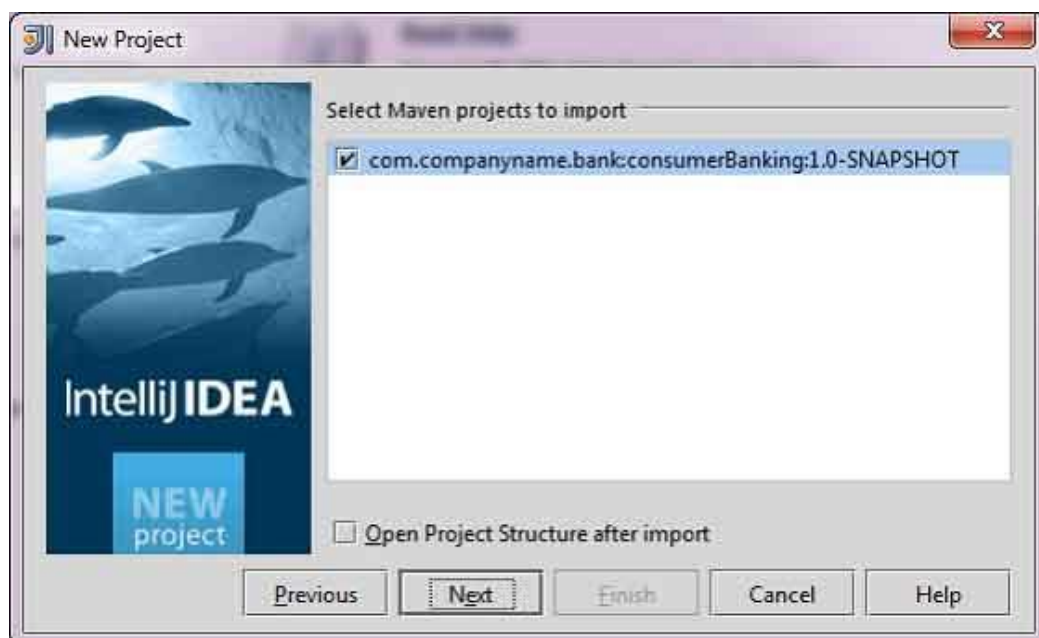 New Project
Select Maven projects to import
com.companyname.bank:consumerBanking:1.0-SNAPSHOT
IntelliJ IDEA
NEW
project
Open Project Structure after import
Previous Next Finish Cancel Help